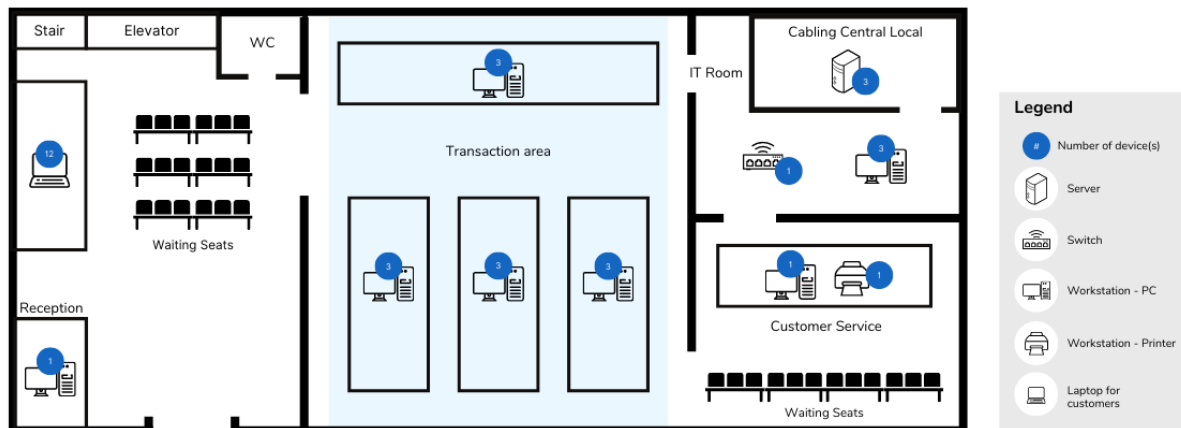 Stair
Elevator
WC
12
Waiting Seats
Reception
1
3
Transaction area
3
3
3
IT Room
Cabling Central Local
3
1
3
1
1
Customer Service
Waiting Seats
Legend
# Number of device(s)
Server
Switch
Workstation - PC
Workstation - Printer
Laptop for
customers